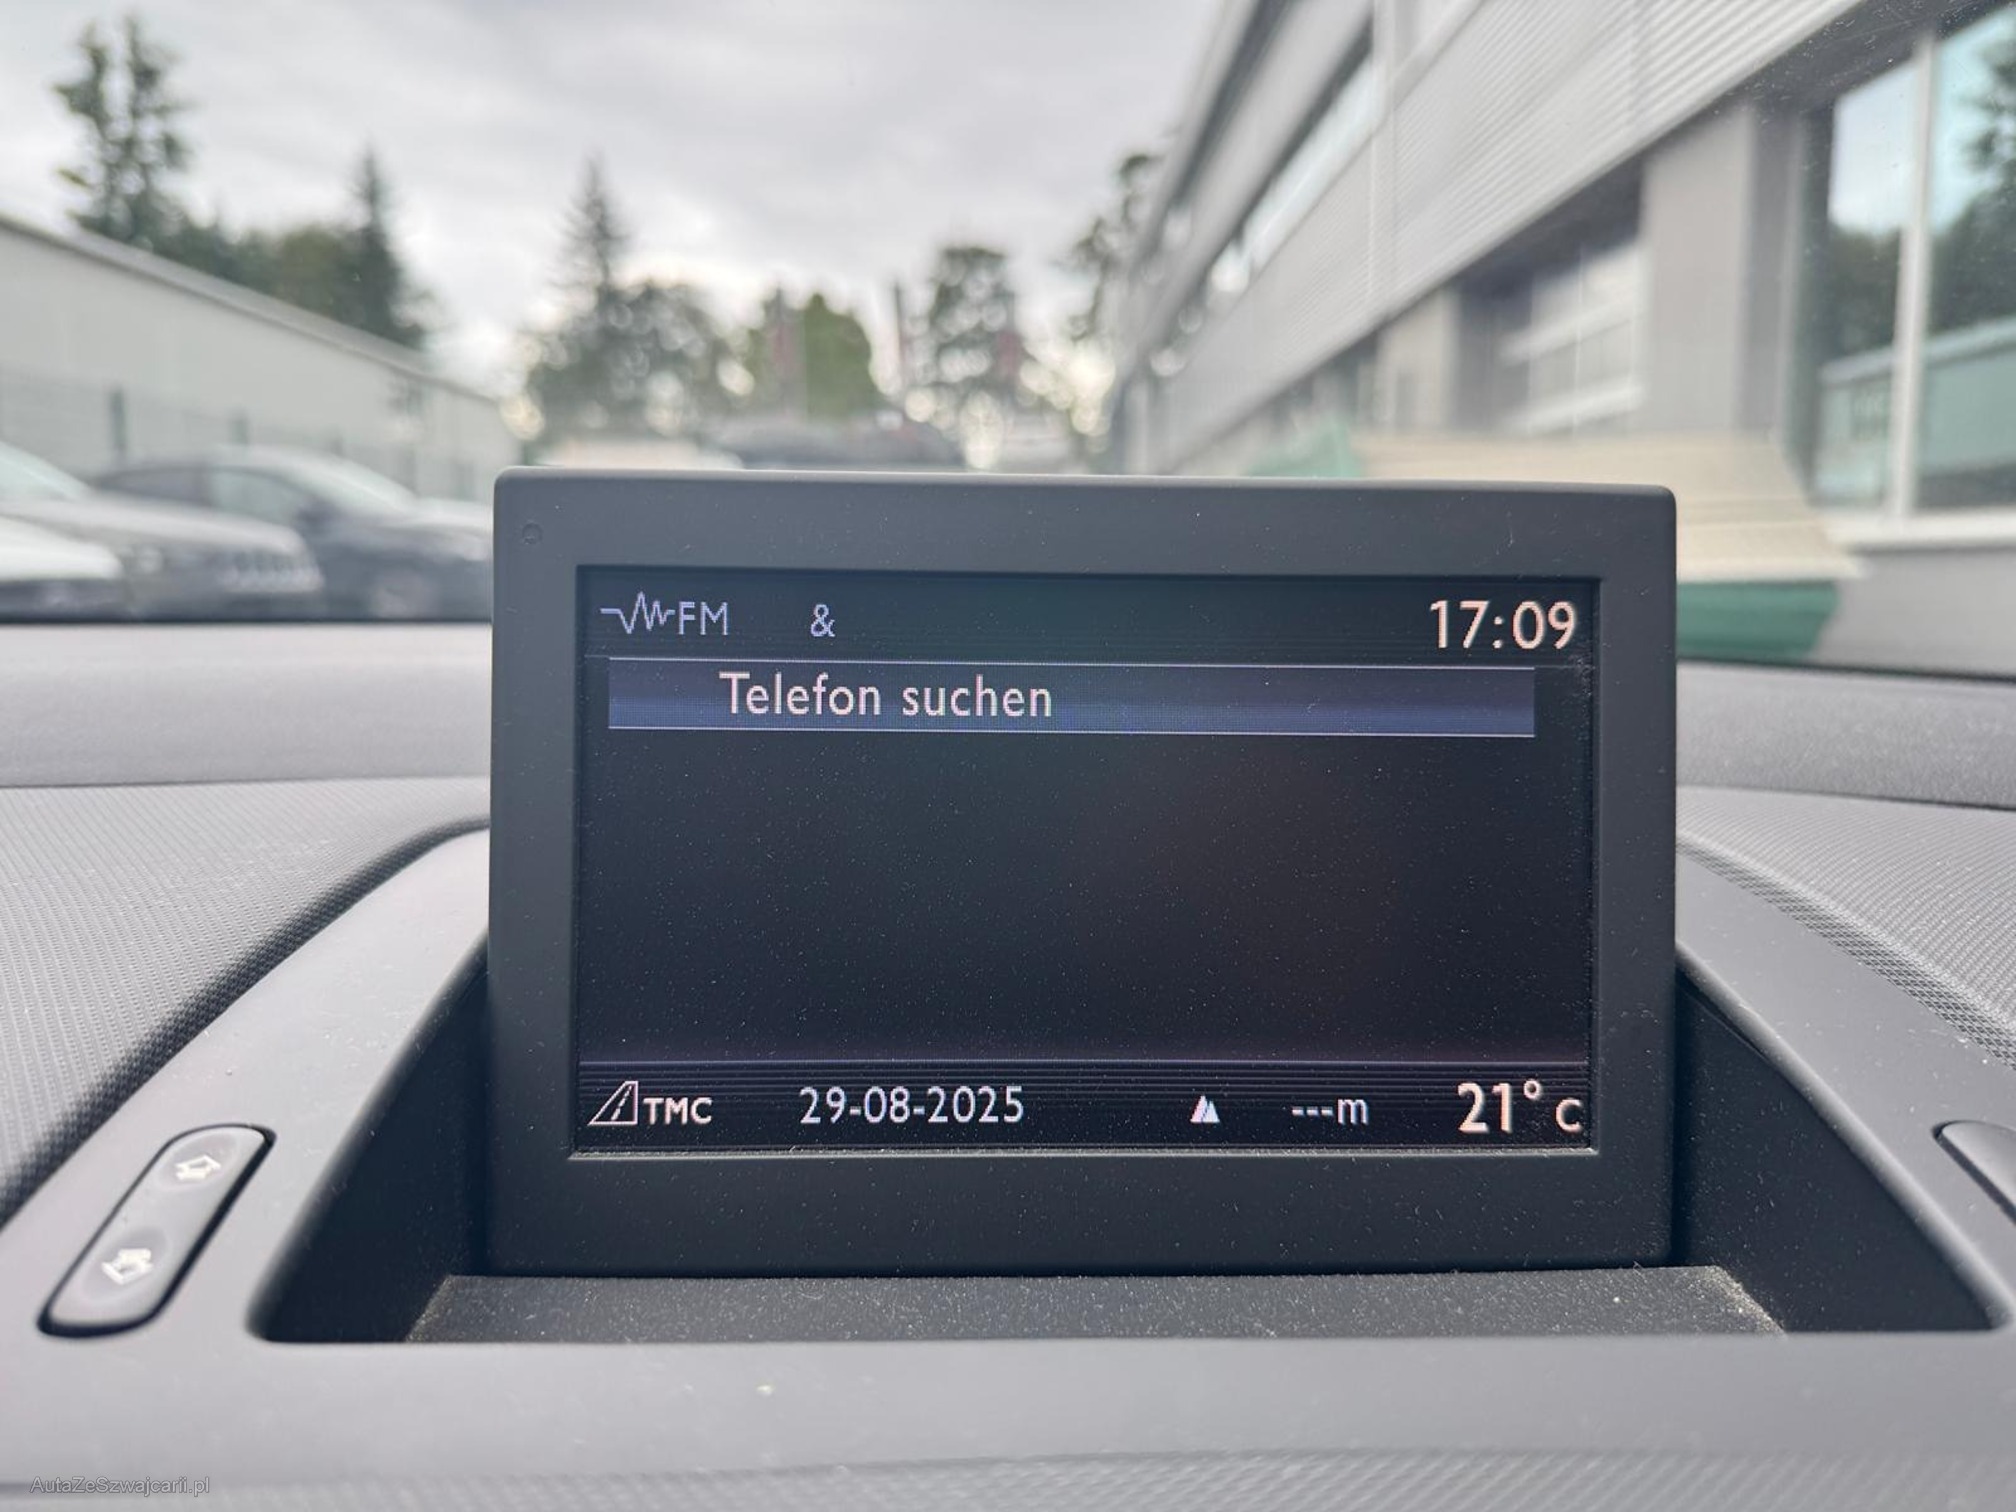 FM & 17:09
Telefon suchen
TMC 29-08-2025 ---m 21° C
AutaZeSzwajcarii.pl